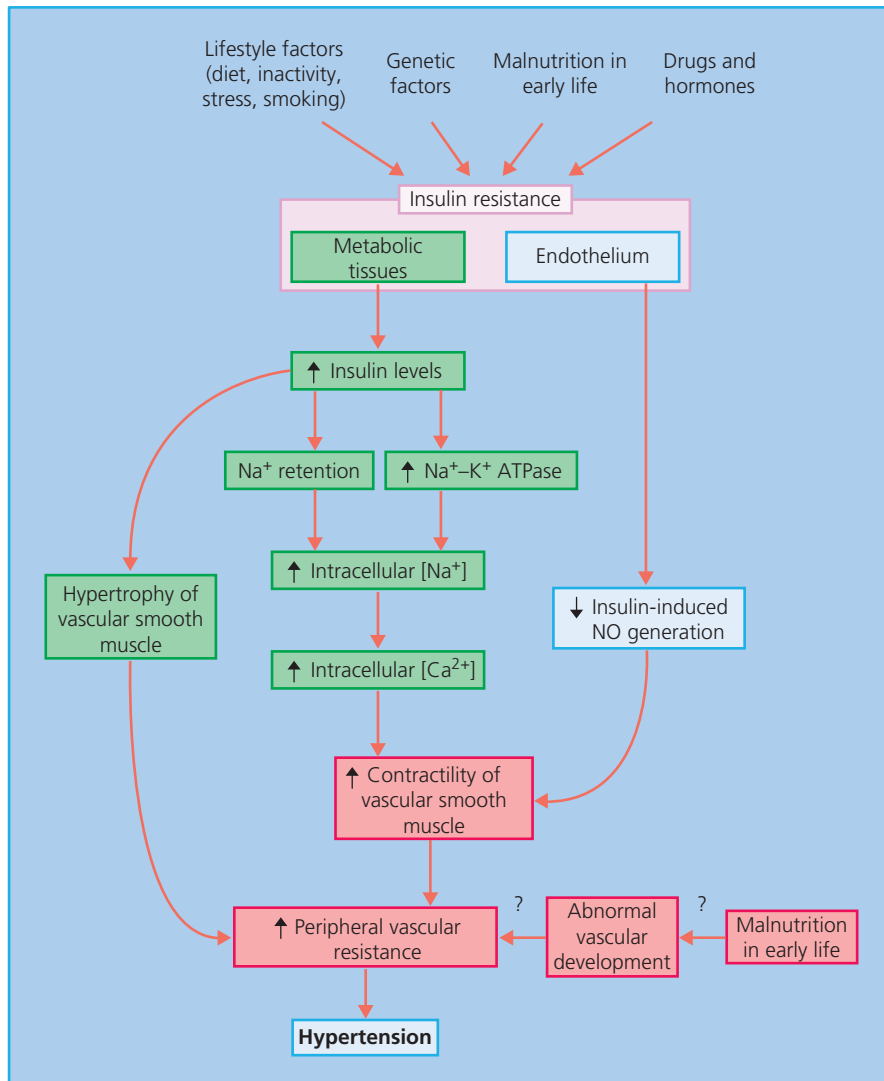 Lifestyle factors
(diet, inactivity,
stress, smoking)
Genetic
factors
Malnutrition in
early life
Drugs and
hormones
Insulin resistance
Metabolic
tissues
Endothelium
↑ Insulin levels
Na⁺ retention
↑ Na⁺–K⁺ ATPase
↑ Intracellular [Na⁺]
Hypertrophy of
vascular smooth
muscle
↓ Insulin-induced
NO generation
↑ Intracellular [Ca²⁺]
↑ Contractility of
vascular smooth
muscle
↑ Peripheral vascular
resistance
?
Abnormal
vascular
development
?
Malnutrition
in early life
Hypertension